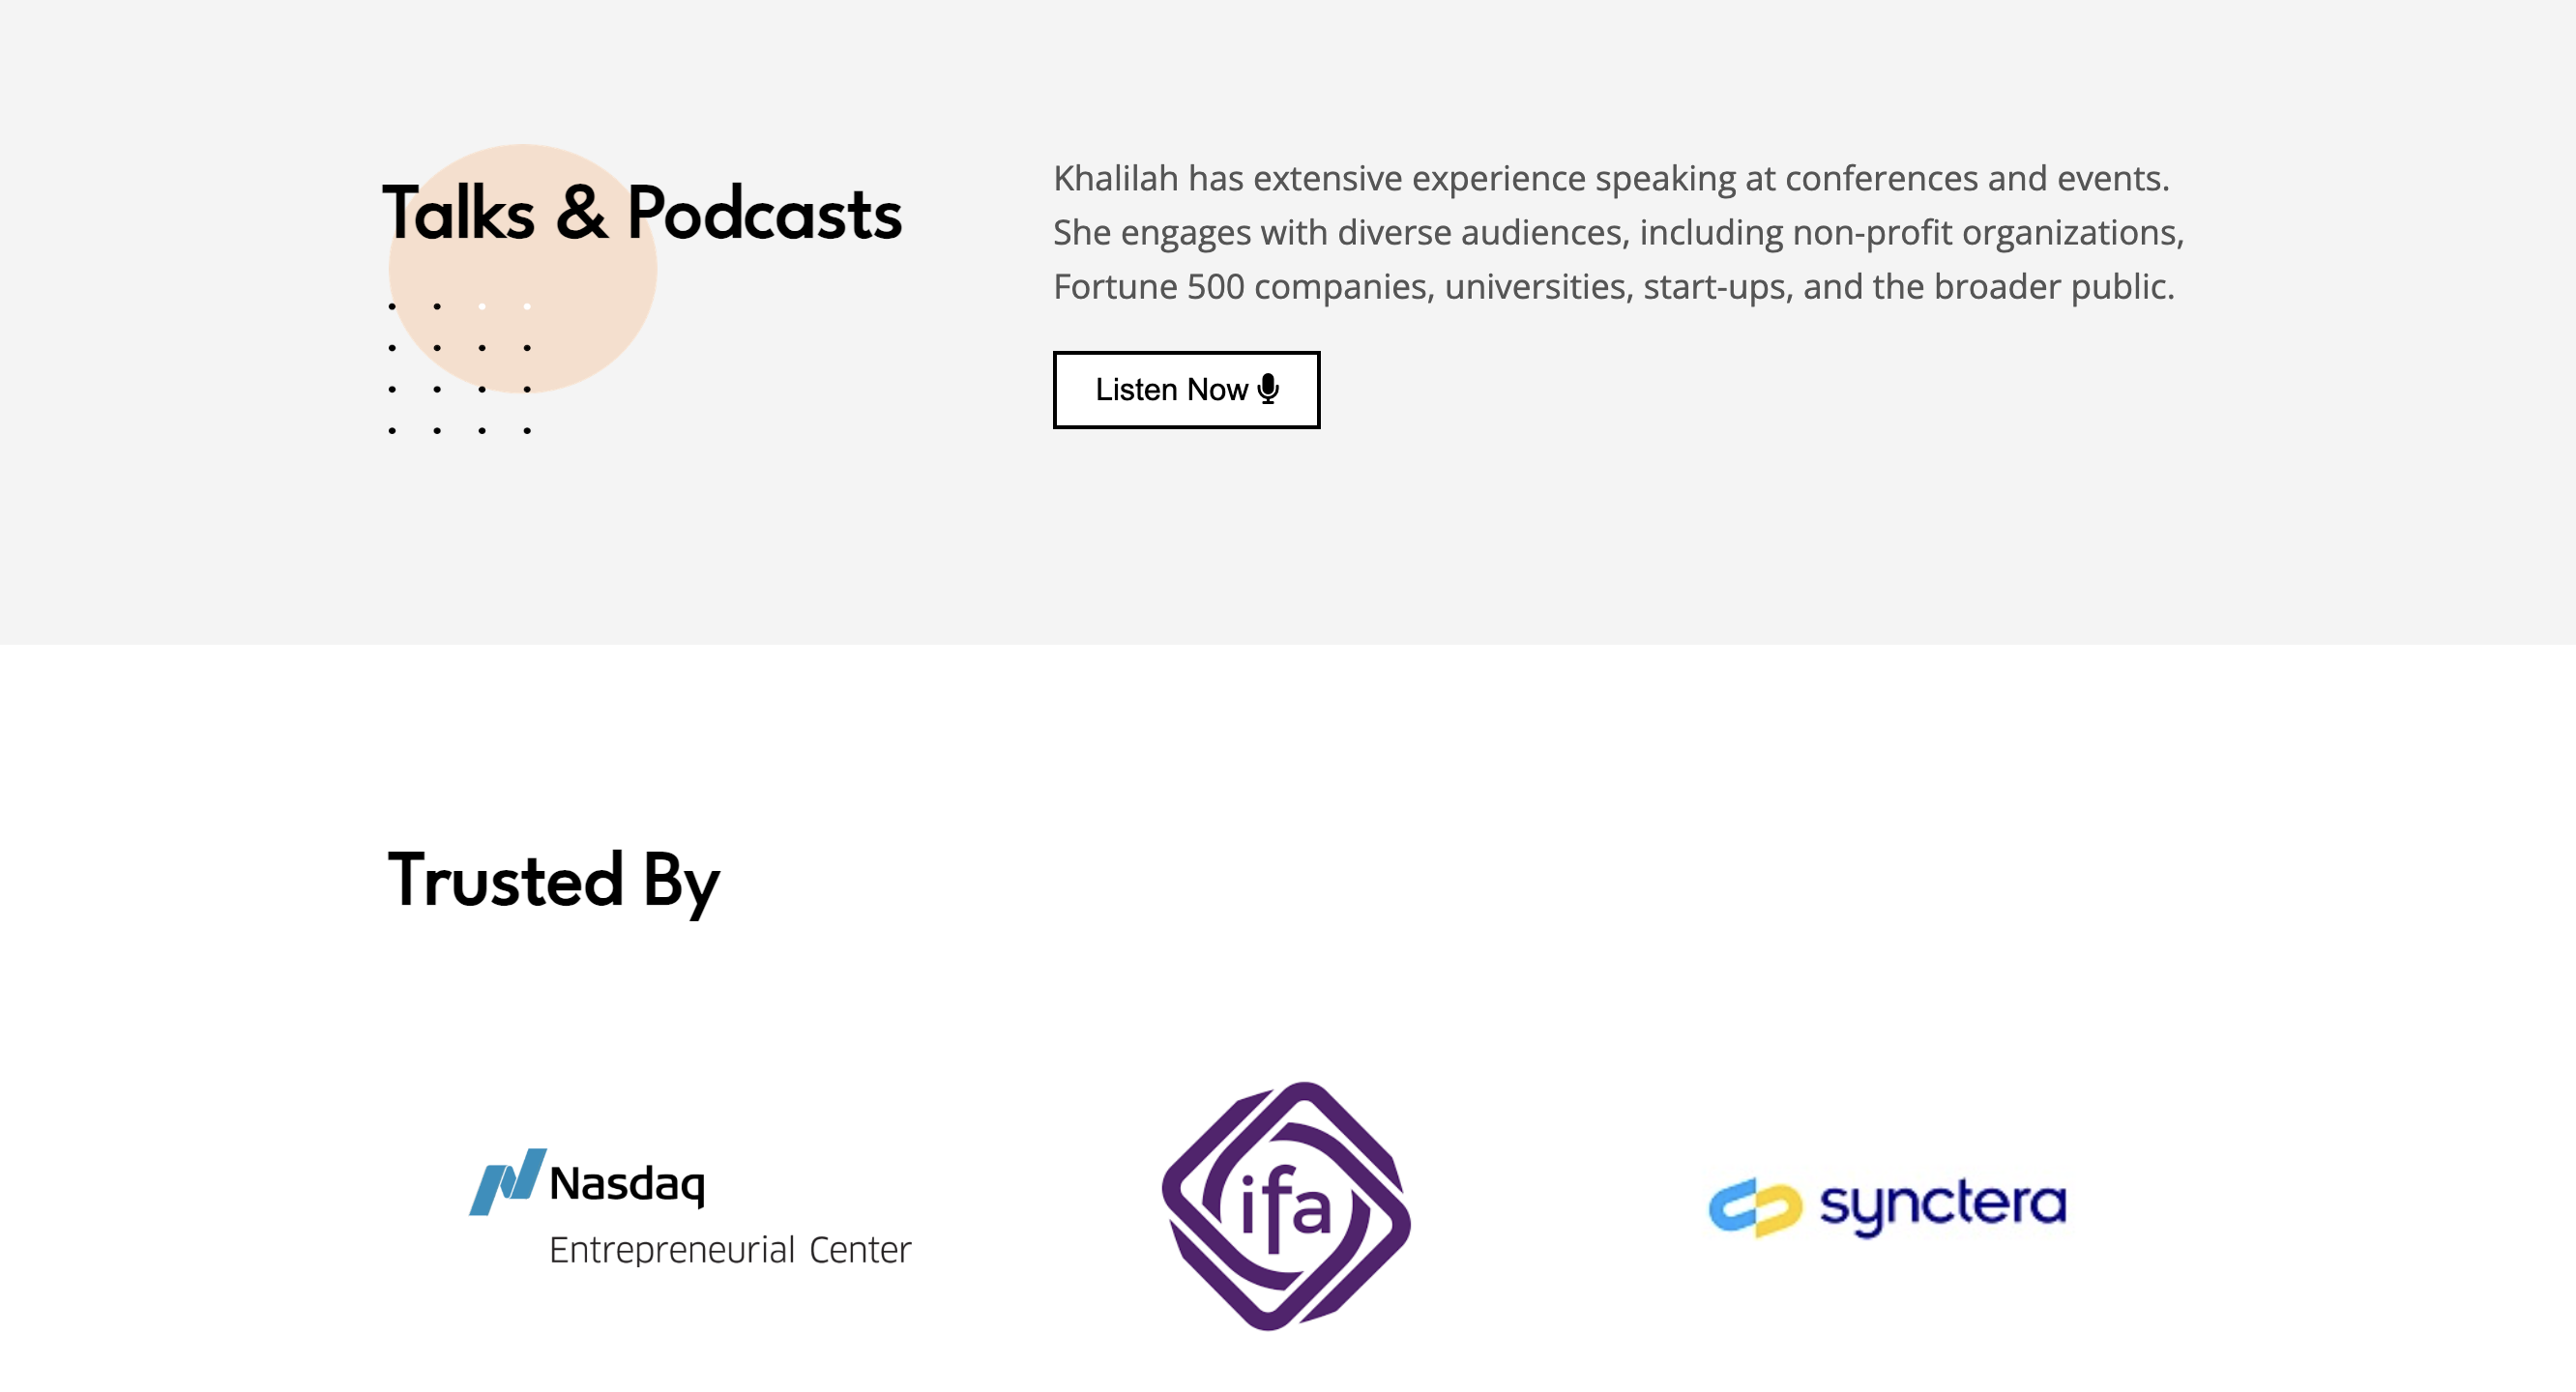 Talks & Podcasts
Khalilah has extensive experience speaking at conferences and events.
She engages with diverse audiences, including non-profit organizations,
Fortune 500 companies, universities, start-ups, and the broader public.
Listen Now
Trusted By
Nasdaq
Entrepreneurial Center
ifa
synctera